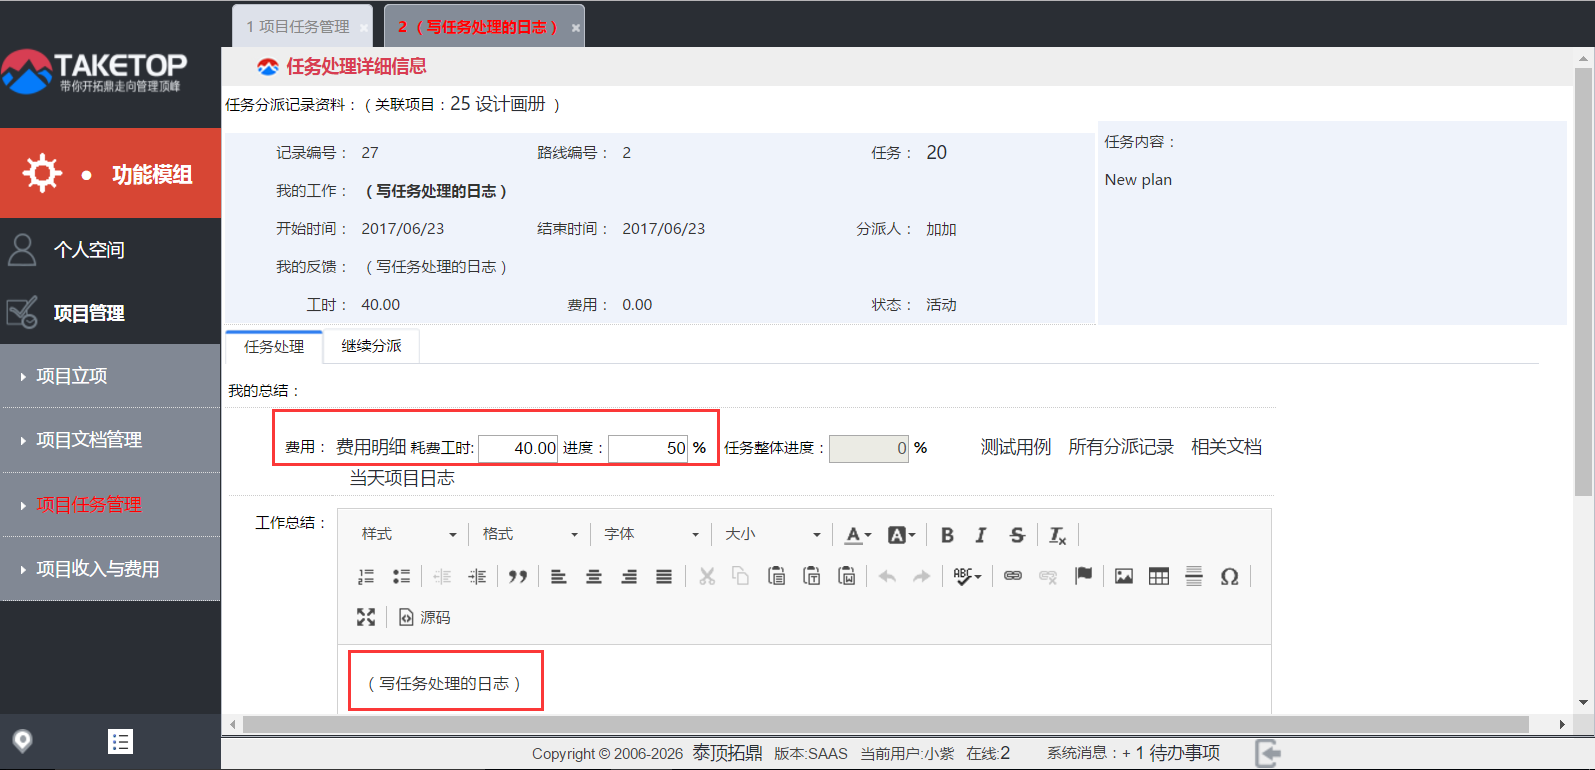 1 项目任务管理 ×
2 （写任务处理的日志） ×
TAKETOP
带你开拓鼎走向管理顶峰
任务处理详细信息
任务分派记录资料：（关联项目：25 设计画册 ）
记录编号： 27 路线编号： 2 任务： 20
我的工作： （写任务处理的日志）
开始时间： 2017/06/23 结束时间： 2017/06/23 分派人： 加加
我的反馈： （写任务处理的日志）
工时： 40.00 费用： 0.00 状态： 活动
任务内容：
New plan
功能模组
个人空间
项目管理
项目立项
项目文档管理
项目任务管理
项目收入与费用
任务处理 继续分派
我的总结：
费用： 费用明细 耗费工时: 40.00 进度： 50 % 任务整体进度： 0 % 测试用例 所有分派记录 相关文档
当天项目日志
工作总结：
样式 格式 字体 大小
源码
（写任务处理的日志）
Copyright © 2006-2026 泰顶拓鼎 版本:SAAS 当前用户:小紫 在线:2 系统消息：+ 1 待办事项